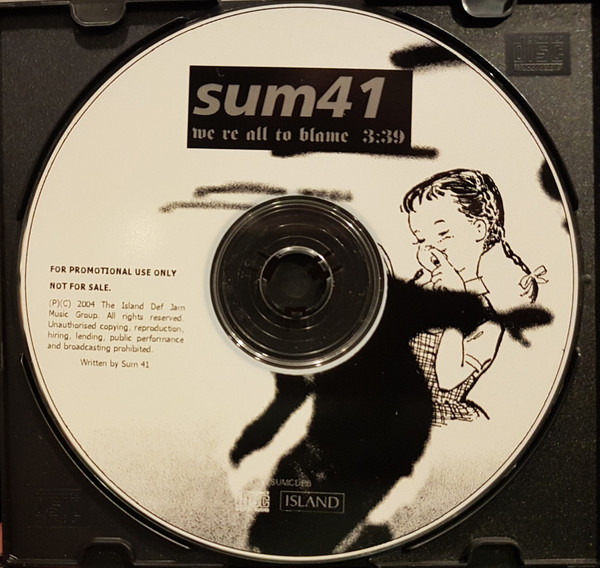 sum41
we re all to blame 3:39
FOR PROMOTIONAL USE ONLY
NOT FOR SALE.
(P)(C) 2004 The Island Def Jam
Music Group. All rights reserved.
Unauthorised copying, reproduction,
hiring, lending, public performance
and broadcasting prohibited.
Written by Sum 41
ISLAND